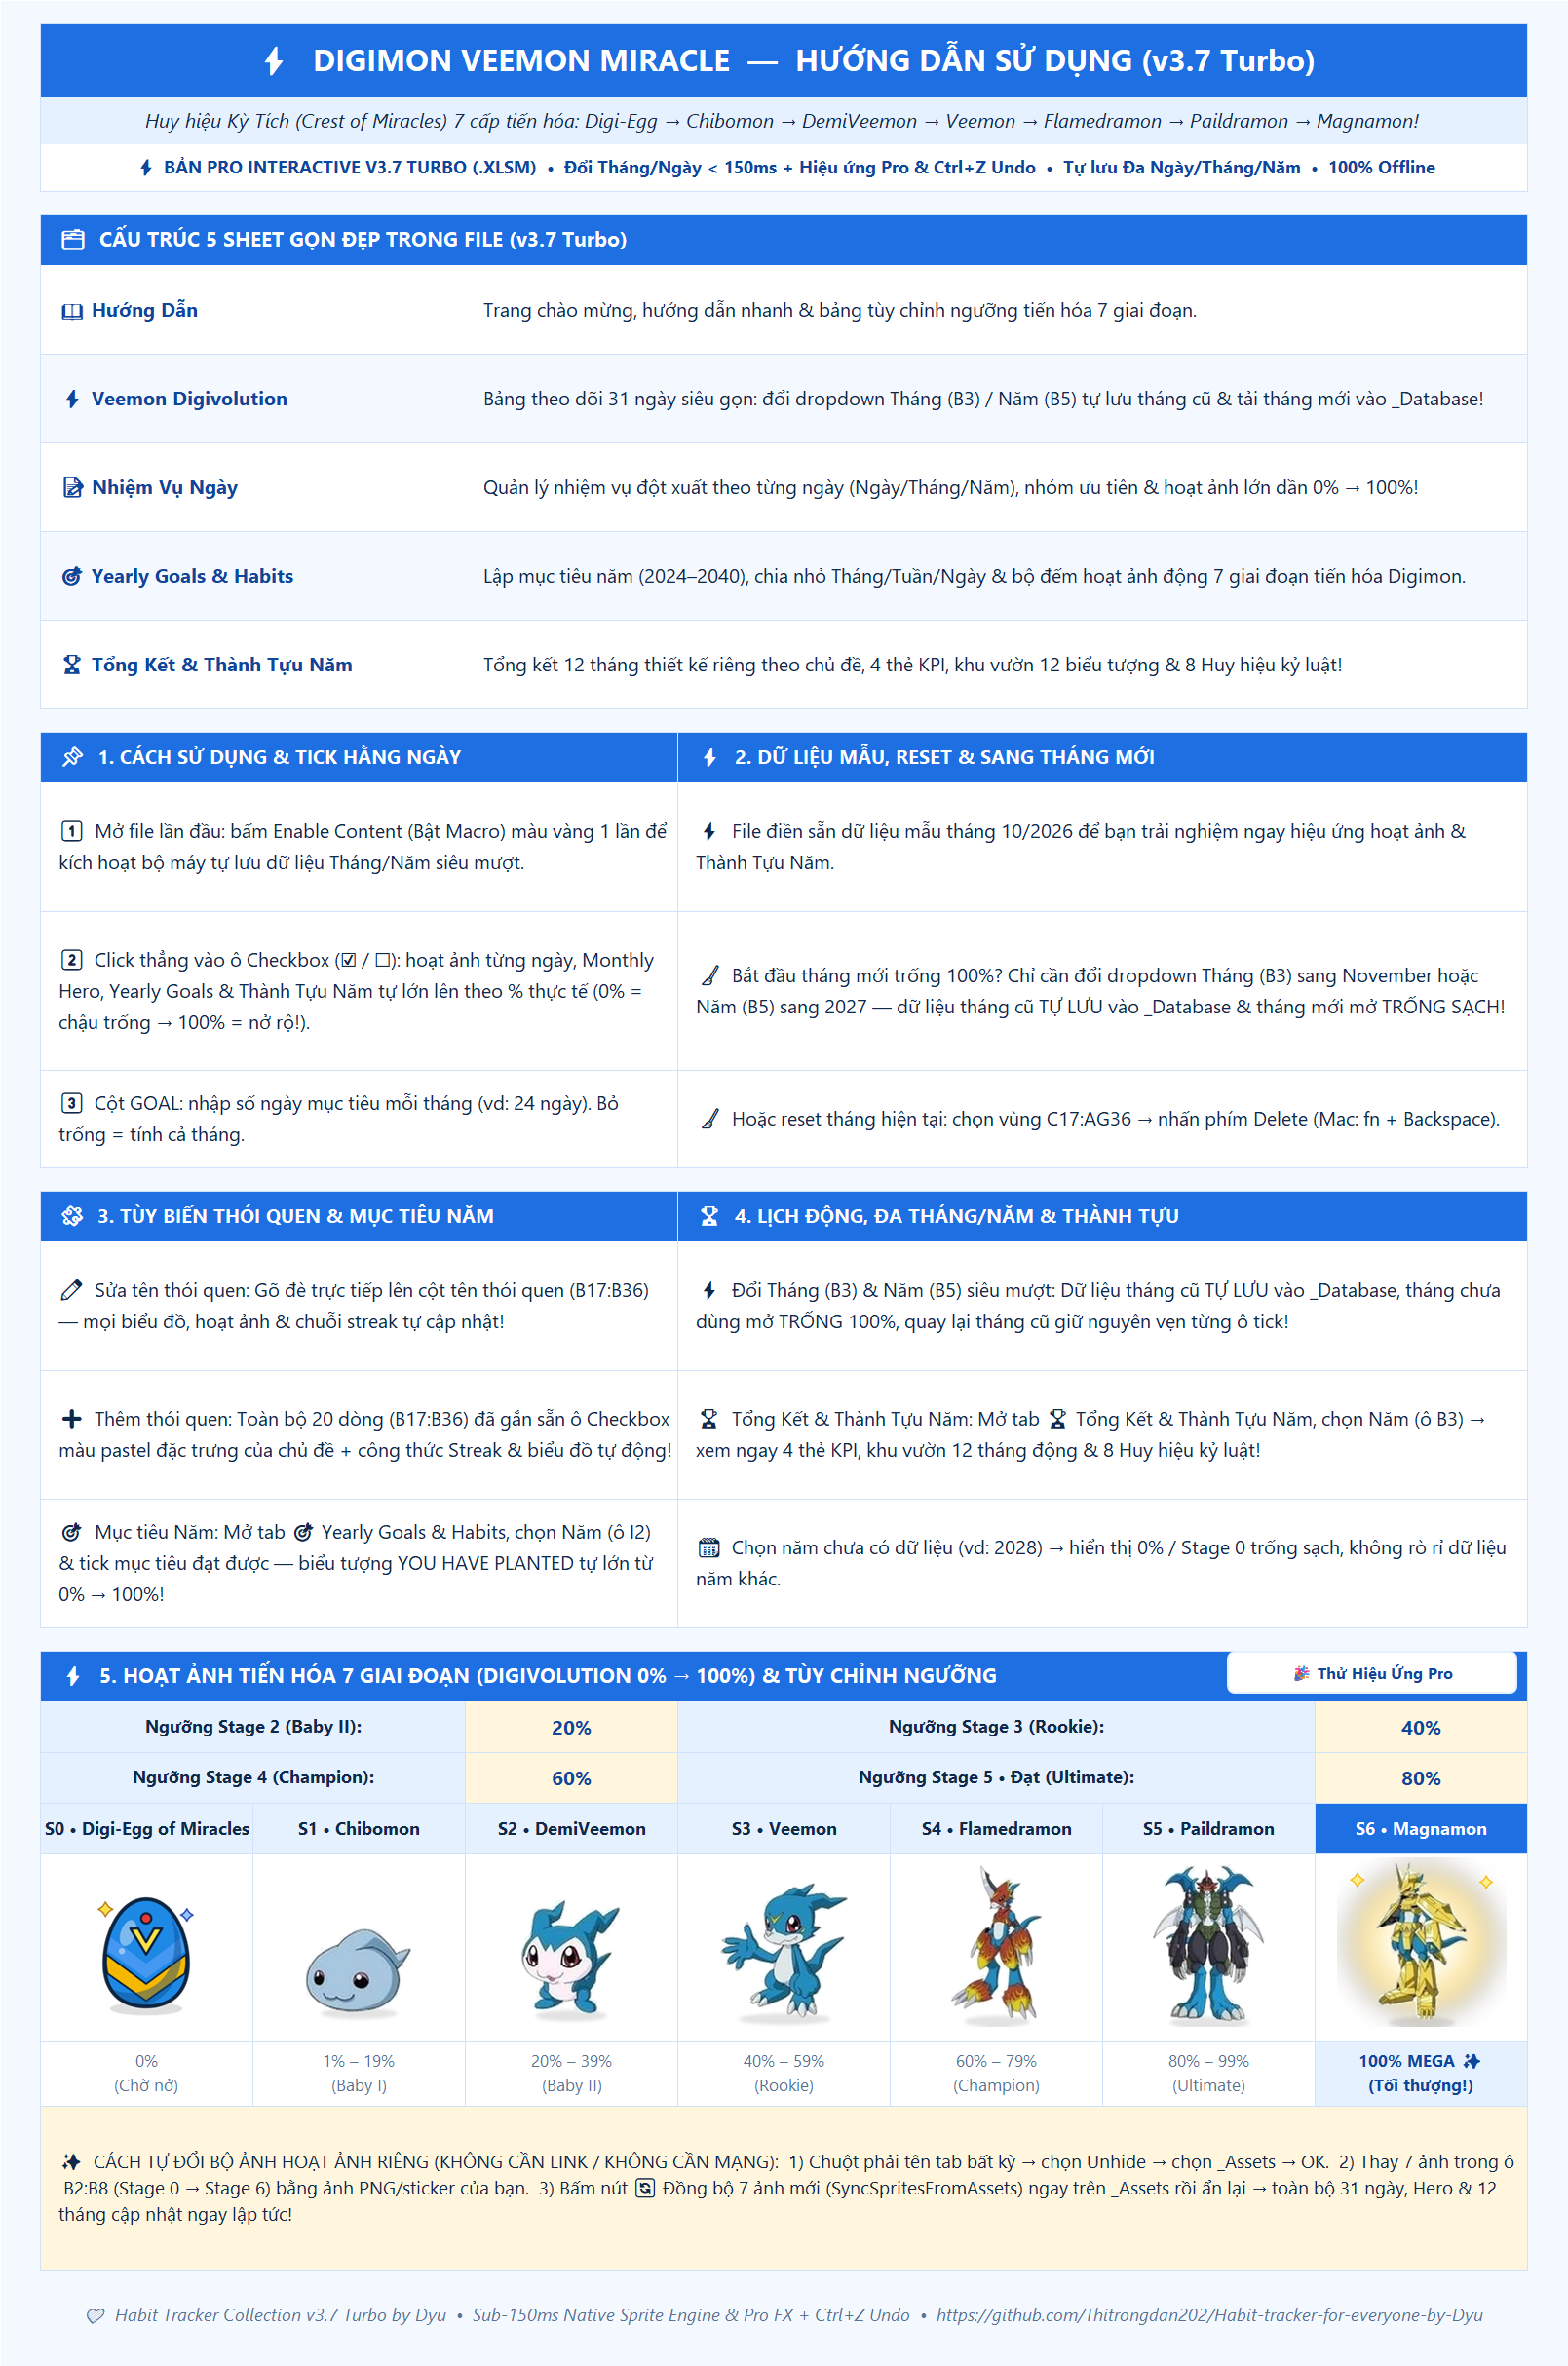 DIGIMON VEEMON MIRACLE — HƯỚNG DẪN SỬ DỤNG (v3.7 Turbo)
Huy hiệu Kỳ Tích (Crest of Miracles) 7 cấp tiến hóa: Digi-Egg → Chibomon → DemiVeemon → Veemon → Flamedramon → Paildramon → Magnamon!
BẢN PRO INTERACTIVE V3.7 TURBO (.XLSM) • Đổi Tháng/Ngày < 150ms + Hiệu ứng Pro & Ctrl+Z Undo • Tự lưu Đa Ngày/Tháng/Năm • 100% Offline
CẤU TRÚC 5 SHEET GỌN ĐẸP TRONG FILE (v3.7 Turbo)
Hướng Dẫn
Trang chào mừng, hướng dẫn nhanh & bảng tùy chỉnh ngưỡng tiến hóa 7 giai đoạn.
Veemon Digivolution
Bảng theo dõi 31 ngày siêu gọn: đổi dropdown Tháng (B3) / Năm (B5) tự lưu tháng cũ & tải tháng mới vào _Database!
Nhiệm Vụ Ngày
Quản lý nhiệm vụ đột xuất theo từng ngày (Ngày/Tháng/Năm), nhóm ưu tiên & hoạt ảnh lớn dần 0% → 100%!
Yearly Goals & Habits
Lập mục tiêu năm (2024–2040), chia nhỏ Tháng/Tuần/Ngày & bộ đếm hoạt ảnh động 7 giai đoạn tiến hóa Digimon.
Tổng Kết & Thành Tựu Năm
Tổng kết 12 tháng thiết kế riêng theo chủ đề, 4 thẻ KPI, khu vườn 12 biểu tượng & 8 Huy hiệu kỷ luật!
1. CÁCH SỬ DỤNG & TICK HẰNG NGÀY
1 Mở file lần đầu: bấm Enable Content (Bật Macro) màu vàng 1 lần để
kích hoạt bộ máy tự lưu dữ liệu Tháng/Năm siêu mượt.
2 Click thẳng vào ô Checkbox (☑ / ☐): hoạt ảnh từng ngày, Monthly
Hero, Yearly Goals & Thành Tựu Năm tự lớn lên theo % thực tế (0% =
chậu trống → 100% = nở rộ!).
3 Cột GOAL: nhập số ngày mục tiêu mỗi tháng (vd: 24 ngày). Bỏ
trống = tính cả tháng.
2. DỮ LIỆU MẪU, RESET & SANG THÁNG MỚI
File điền sẵn dữ liệu mẫu tháng 10/2026 để bạn trải nghiệm ngay hiệu ứng hoạt ảnh &
Thành Tựu Năm.
Bắt đầu tháng mới trống 100%? Chỉ cần đổi dropdown Tháng (B3) sang November hoặc
Năm (B5) sang 2027 — dữ liệu tháng cũ TỰ LƯU vào _Database & tháng mới mở TRỐNG SẠCH!
Hoặc reset tháng hiện tại: chọn vùng C17:AG36 → nhấn phím Delete (Mac: fn + Backspace).
3. TÙY BIẾN THÓI QUEN & MỤC TIÊU NĂM
Sửa tên thói quen: Gõ đè trực tiếp lên cột tên thói quen (B17:B36)
— mọi biểu đồ, hoạt ảnh & chuỗi streak tự cập nhật!
Thêm thói quen: Toàn bộ 20 dòng (B17:B36) đã gắn sẵn ô Checkbox
màu pastel đặc trưng của chủ đề + công thức Streak & biểu đồ tự động!
Mục tiêu Năm: Mở tab Yearly Goals & Habits, chọn Năm (ô I2)
& tick mục tiêu đạt được — biểu tượng YOU HAVE PLANTED tự lớn từ
0% → 100%!
4. LỊCH ĐỘNG, ĐA THÁNG/NĂM & THÀNH TỰU
Đổi Tháng (B3) & Năm (B5) siêu mượt: Dữ liệu tháng cũ TỰ LƯU vào _Database, tháng chưa
dùng mở TRỐNG 100%, quay lại tháng cũ giữ nguyên vẹn từng ô tick!
Tổng Kết & Thành Tựu Năm: Mở tab Tổng Kết & Thành Tựu Năm, chọn Năm (ô B3) →
xem ngay 4 thẻ KPI, khu vườn 12 tháng động & 8 Huy hiệu kỷ luật!
Chọn năm chưa có dữ liệu (vd: 2028) → hiển thị 0% / Stage 0 trống sạch, không rò rỉ dữ liệu
năm khác.
5. HOẠT ẢNH TIẾN HÓA 7 GIAI ĐOẠN (DIGIVOLUTION 0% → 100%) & TÙY CHỈNH NGƯỠNG
Thử Hiệu Ứng Pro
Ngưỡng Stage 2 (Baby II): 20% Ngưỡng Stage 3 (Rookie): 40%
Ngưỡng Stage 4 (Champion): 60% Ngưỡng Stage 5 • Đạt (Ultimate): 80%
S0 • Digi-Egg of Miracles S1 • Chibomon S2 • DemiVeemon S3 • Veemon S4 • Flamedramon S5 • Paildramon S6 • Magnamon
0% 1% – 19% 20% – 39% 40% – 59% 60% – 79% 80% – 99% 100% MEGA ✨
(Chờ nở) (Baby I) (Baby II) (Rookie) (Champion) (Ultimate) (Tối thượng!)
CÁCH TỰ ĐỔI BỘ ẢNH HOẠT ẢNH RIÊNG (KHÔNG CẦN LINK / KHÔNG CẦN MẠNG): 1) Chuột phải tên tab bất kỳ → chọn Unhide → chọn _Assets → OK. 2) Thay 7 ảnh trong ô
B2:B8 (Stage 0 → Stage 6) bằng ảnh PNG/sticker của bạn. 3) Bấm nút Đồng bộ 7 ảnh mới (SyncSpritesFromAssets) ngay trên _Assets rồi ẩn lại → toàn bộ 31 ngày, Hero & 12
tháng cập nhật ngay lập tức!
Habit Tracker Collection v3.7 Turbo by Dyu • Sub-150ms Native Sprite Engine & Pro FX + Ctrl+Z Undo • https://github.com/Thitrongdan202/Habit-tracker-for-everyone-by-Dyu